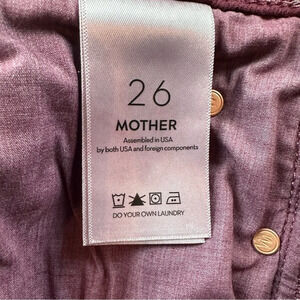 26
MOTHER
Assembled in USA
by both USA and foreign components
DO YOUR OWN LAUNDRY